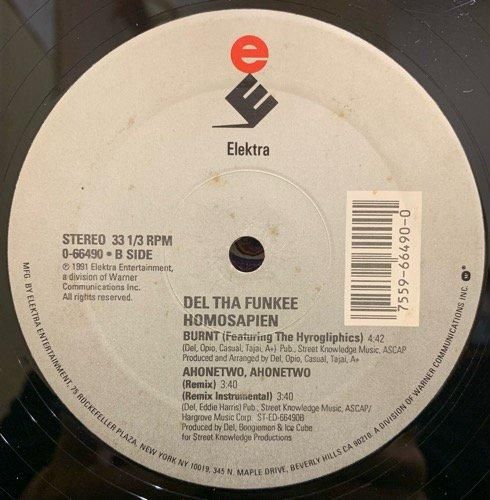 e
E
Elektra
STEREO 33 1/3 RPM
0-66490 • B SIDE
℗ 1991 Elektra Entertainment,
a division of Warner
Communications Inc.
All rights reserved.
7559-66490-0
DEL THA FUNKEE
HOMOSAPIEN
BURNT (Featuring The Hyrogliphics) 4:42
(Del, Opio, Casual, Tajai, A+) Pub., Street Knowledge Music, ASCAP
Produced and Arranged by Del, Opio, Casual, Tajai, A+
AHONETWO, AHONETWO
(Remix) 3:40
(Remix Instrumental) 3:40
(Del, Eddie Harris) Pub., Street Knowledge Music, ASCAP/
Hargrove Music Corp. ST-ED-66490B
Produced by Del, Boogiemen & Ice Cube
for Street Knowledge Productions
MFG. BY ELEKTRA ENTERTAINMENT, 75 ROCKEFELLER PLAZA, NEW YORK NY 10019, 345 N. MAPLE DRIVE, BEVERLY HILLS CA 90210. A DIVISION OF WARNER COMMUNICATIONS INC.